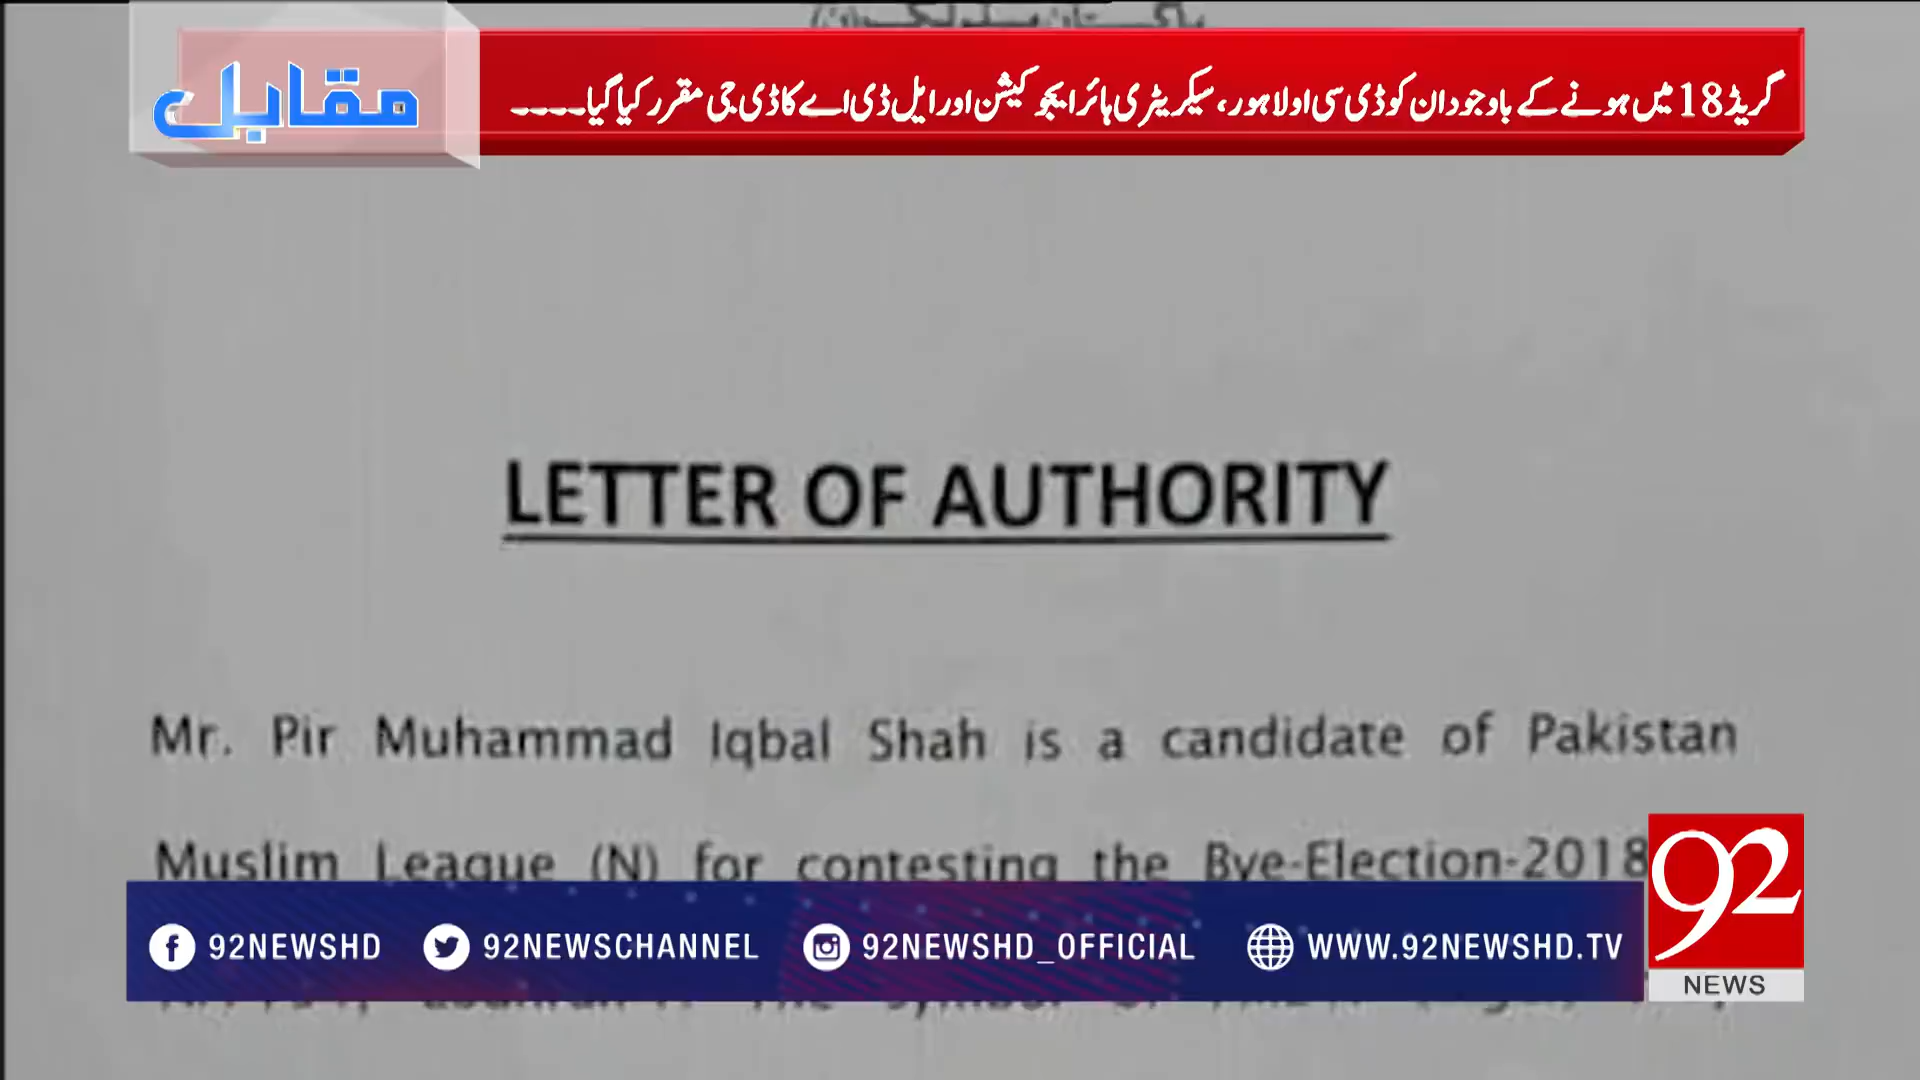 مقابل
گریڈ 18 میں ہونے کے باوجود ان کو ڈی سی او لاہور، سیکریٹری ہائر ایجوکیشن اور ایل ڈی اے کا ڈی جی مقرر کیا گیا۔۔۔۔
LETTER OF AUTHORITY
Mr. Pir Muhammad Iqbal Shah is a candidate of Pakistan
Muslim League (N) for contesting the Bye-Election-2018
92NEWSHD 92NEWSCHANNEL 92NEWSHD_OFFICIAL WWW.92NEWSHD.TV
92
NEWS